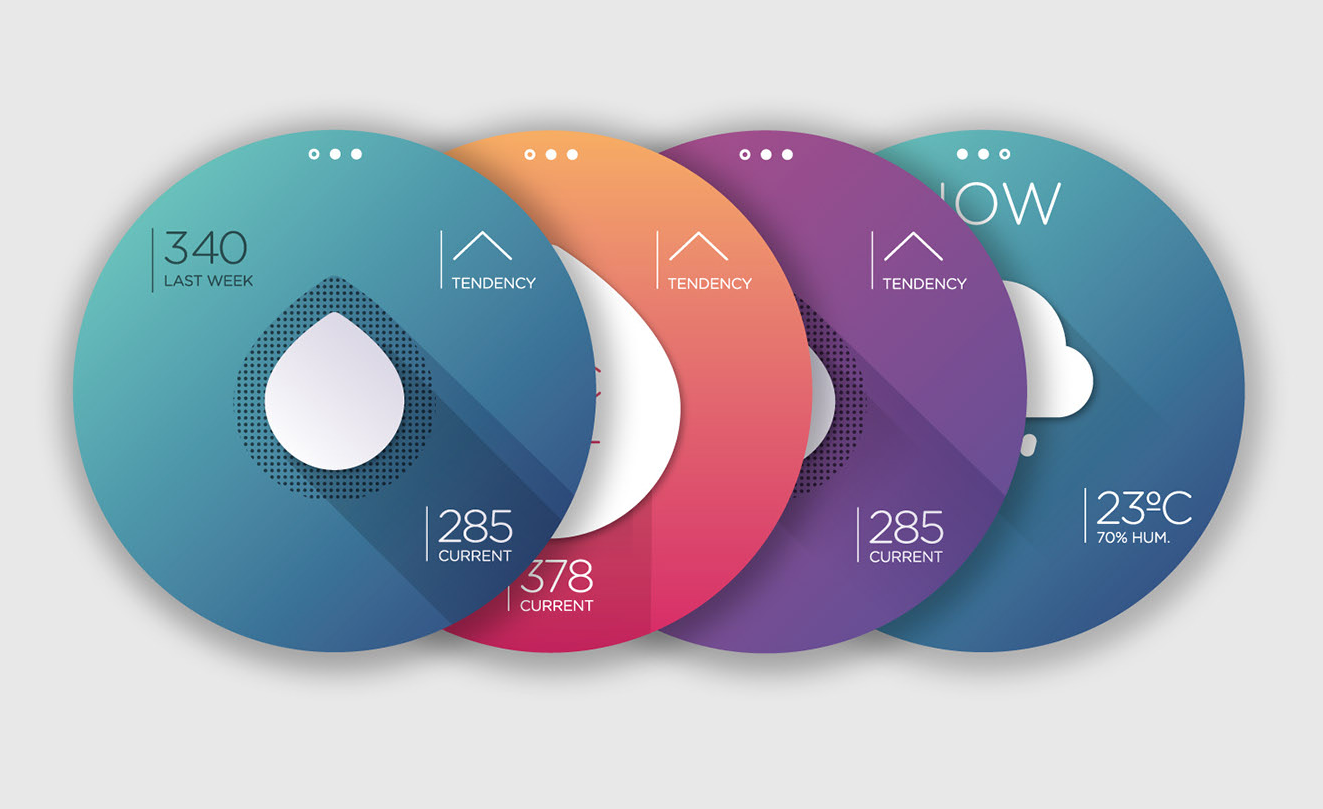 340
LAST WEEK
TENDENCY
285
CURRENT
TENDENCY
378
CURRENT
TENDENCY
285
CURRENT
OW
23ºC
70% HUM.